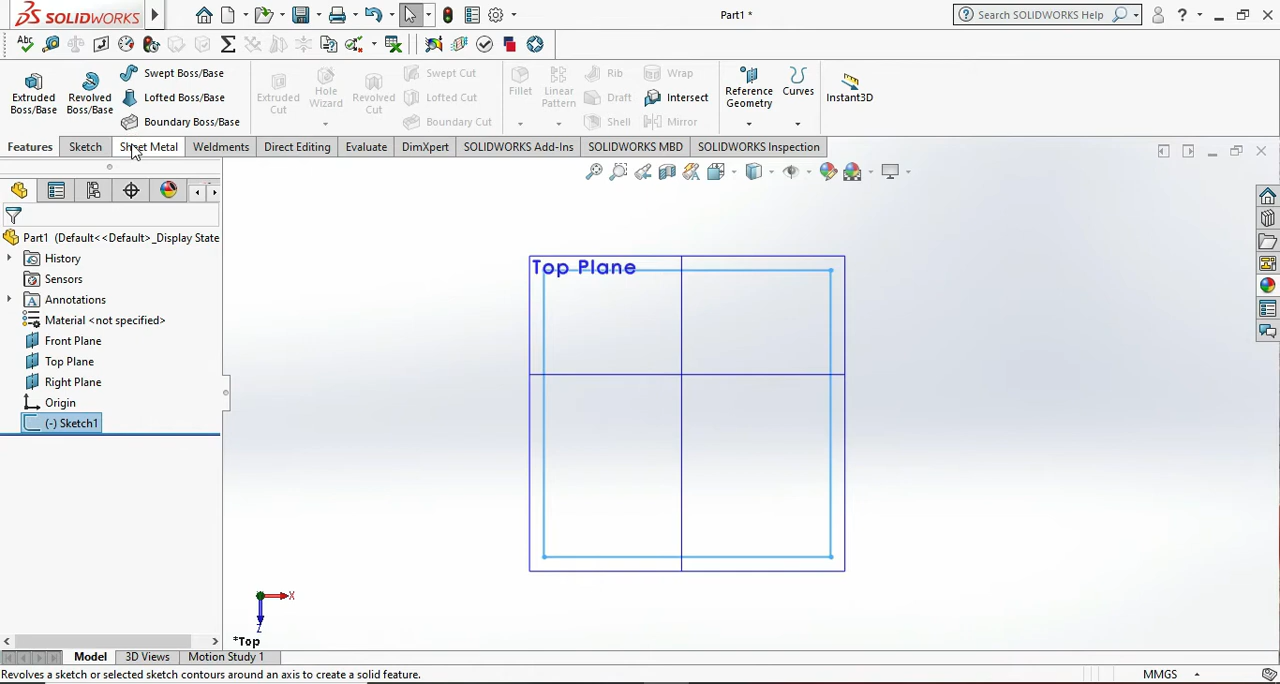 SOLIDWORKS
Part1 *
Search SOLIDWORKS Help
Extruded Boss/Base
Revolved Boss/Base
Swept Boss/Base
Lofted Boss/Base
Boundary Boss/Base
Extruded Cut
Hole Wizard
Revolved Cut
Swept Cut
Lofted Cut
Boundary Cut
Fillet
Linear Pattern
Rib
Draft
Shell
Wrap
Intersect
Mirror
Reference Geometry
Curves
Instant3D
Features
Sketch
Sheet Metal
Weldments
Direct Editing
Evaluate
DimXpert
SOLIDWORKS Add-Ins
SOLIDWORKS MBD
SOLIDWORKS Inspection
Part1 (Default<<Default>_Display State
History
Sensors
Annotations
Material <not specified>
Front Plane
Top Plane
Right Plane
Origin
(-) Sketch1
Top Plane
X
Z
*Top
Model
3D Views
Motion Study 1
Revolves a sketch or selected sketch contours around an axis to create a solid feature.
MMGS